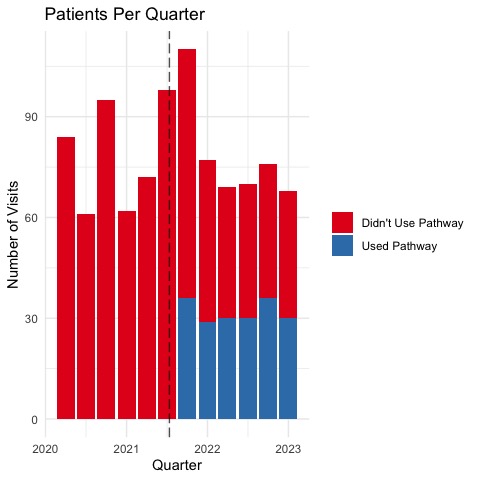 Patients Per Quarter
90
60
30
0
Number of Visits
2020
2021
2022
2023
Quarter
Didn't Use Pathway
Used Pathway